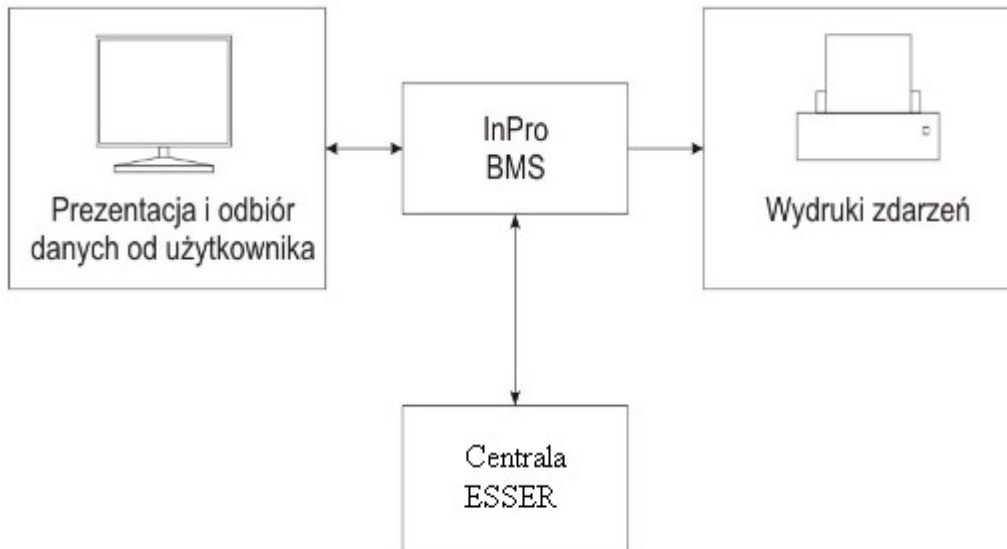 InPro
BMS
Prezentacja i odbiór
danych od użytkownika
Wydruki zdarzeń
Centrala
ESSER